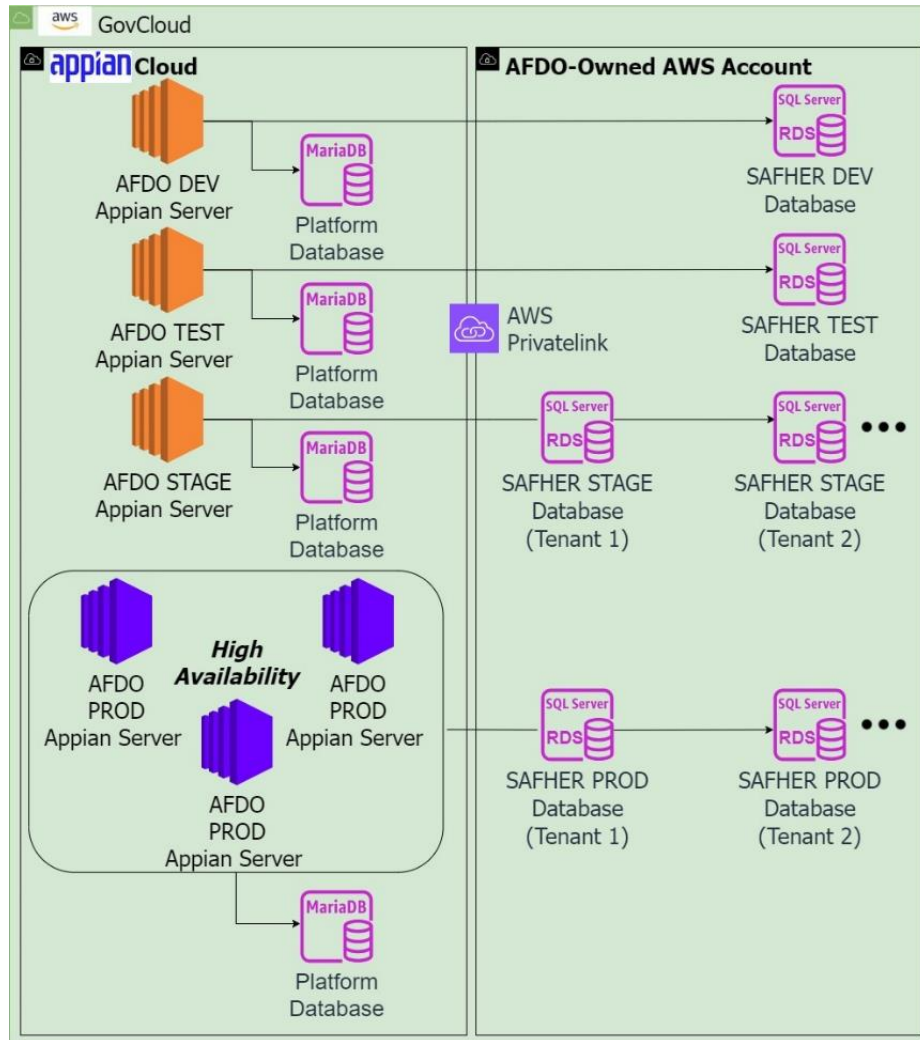 aws GovCloud
appian Cloud
AFDO-Owned AWS Account
AFDO DEV
Appian Server
MariaDB
Platform
Database
SQL Server
RDS
SAFHER DEV
Database
AFDO TEST
Appian Server
MariaDB
Platform
Database
AWS
Privatelink
SQL Server
RDS
SAFHER TEST
Database
AFDO STAGE
Appian Server
MariaDB
Platform
Database
SQL Server
RDS
SAFHER STAGE
Database
(Tenant 1)
SQL Server
RDS
SAFHER STAGE
Database
(Tenant 2)
•••
High
Availability
AFDO
PROD
Appian Server
AFDO
PROD
Appian Server
AFDO
PROD
Appian Server
SQL Server
RDS
SAFHER PROD
Database
(Tenant 1)
SQL Server
RDS
SAFHER PROD
Database
(Tenant 2)
•••
MariaDB
Platform
Database